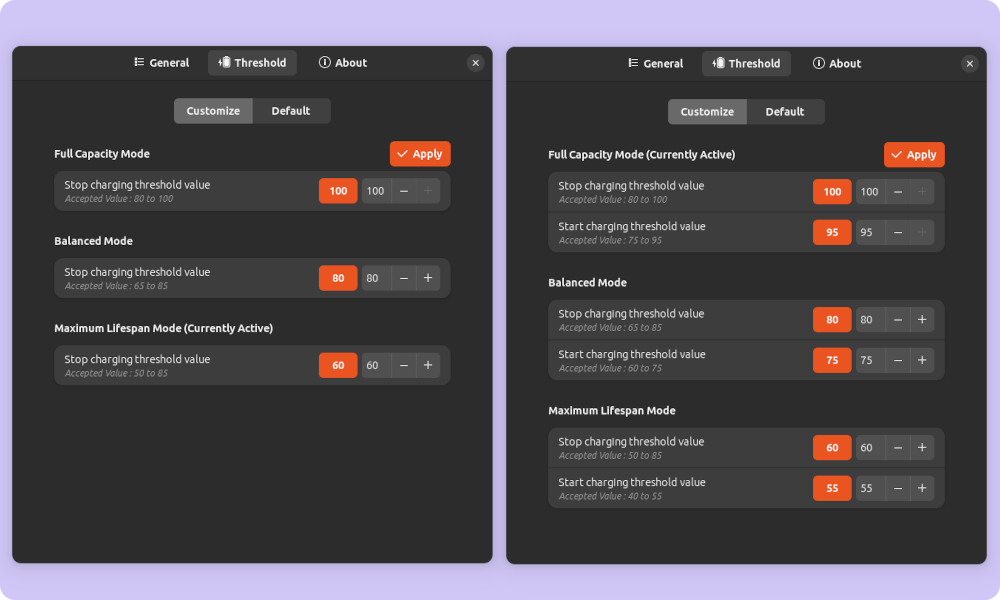 General Threshold About
Customize Default
Full Capacity Mode Apply
Stop charging threshold value 100 100
Accepted Value : 80 to 100
Balanced Mode
Stop charging threshold value 80 80
Accepted Value : 65 to 85
Maximum Lifespan Mode (Currently Active)
Stop charging threshold value 60 60
Accepted Value : 50 to 85
General Threshold About
Customize Default
Full Capacity Mode (Currently Active) Apply
Stop charging threshold value 100 100
Accepted Value : 80 to 100
Start charging threshold value 95 95
Accepted Value : 75 to 95
Balanced Mode
Stop charging threshold value 80 80
Accepted Value : 65 to 85
Start charging threshold value 75 75
Accepted Value : 60 to 75
Maximum Lifespan Mode
Stop charging threshold value 60 60
Accepted Value : 50 to 85
Start charging threshold value 55 55
Accepted Value : 40 to 55